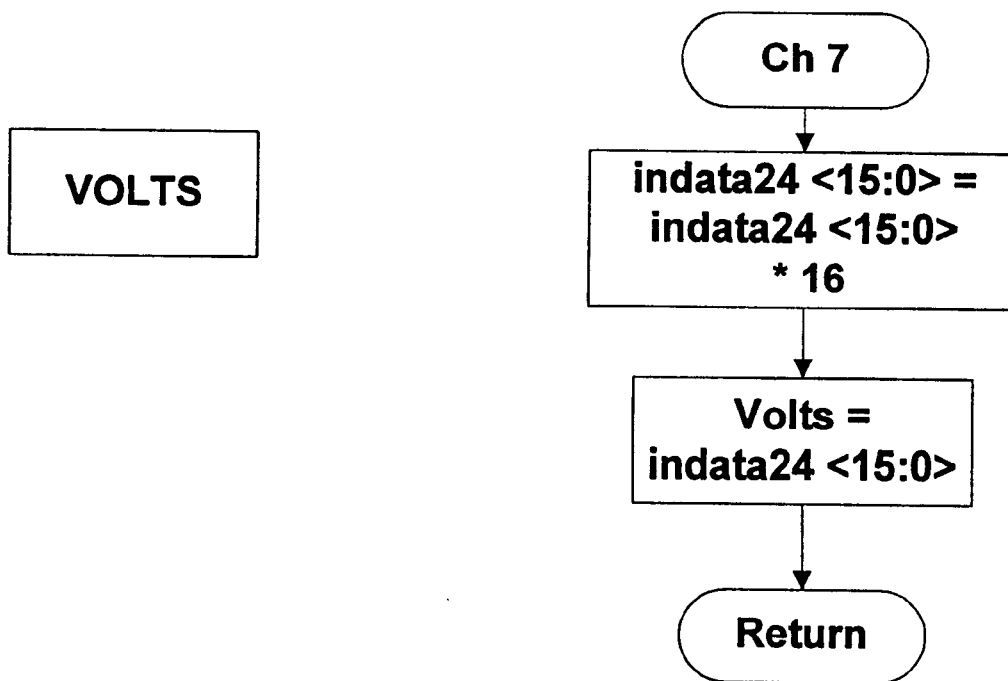 VOLTS
Ch 7
indata24 <15:0> =
indata24 <15:0>
* 16
Volts =
indata24 <15:0>
Return